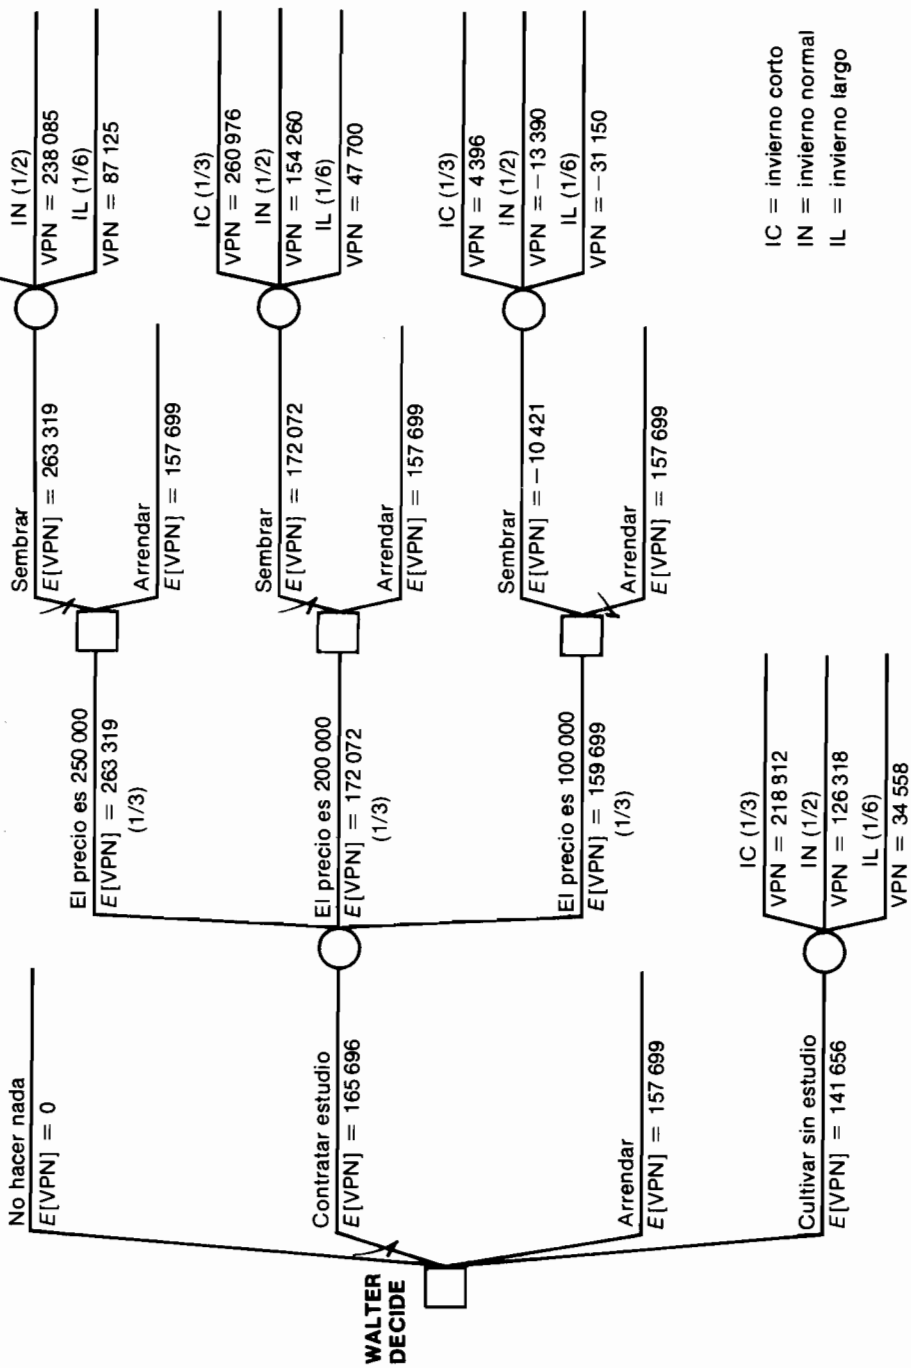 WALTER
DECIDE
No hacer nada
E[VPN] = 0
Contratar estudio
E[VPN] = 165 696
Arrendar
E[VPN] = 157 699
Cultivar sin estudio
E[VPN] = 141 656
El precio es 250 000
E[VPN] = 263 319
(1/3)
El precio es 200 000
E[VPN] = 172 072
(1/3)
El precio es 100 000
E[VPN] = 159 699
(1/3)
IC (1/3)
VPN = 218 312
IN (1/2)
VPN = 126 318
IL (1/6)
VPN = 34 558
Sembrar
E[VPN] = 263 319
Arrendar
E[VPN] = 157 699
Sembrar
E[VPN] = 172 072
Arrendar
E[VPN] = 157 699
Sembrar
E[VPN] = −10 421
Arrendar
E[VPN] = 157 699
IN (1/2)
VPN = 238 085
IL (1/6)
VPN = 87 125
IC (1/3)
VPN = 260 976
IN (1/2)
VPN = 154 260
IL (1/6)
VPN = 47 700
IC (1/3)
VPN = 4 396
IN (1/2)
VPN = −13 390
IL (1/6)
VPN = −31 150
IC = invierno corto
IN = invierno normal
IL = invierno largo